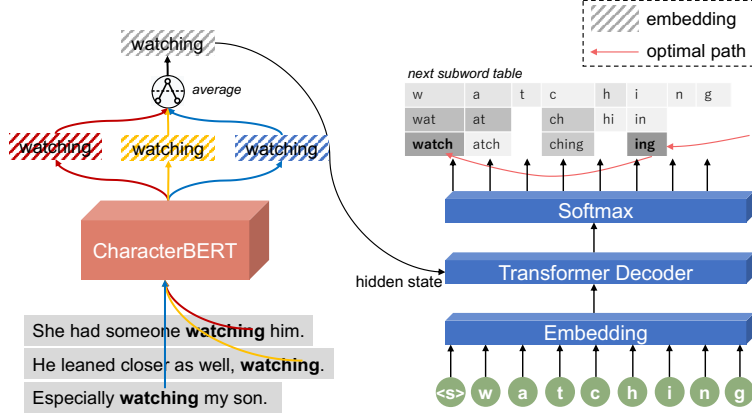 embedding
optimal path
watching
average
watching watching watching
CharacterBERT
She had someone watching him.
He leaned closer as well, watching.
Especially watching my son.
hidden state
next subword table
w a t c h i n g
wat at ch hi in
watch atch ching ing
Softmax
Transformer Decoder
Embedding
<s> w a t c h i n g